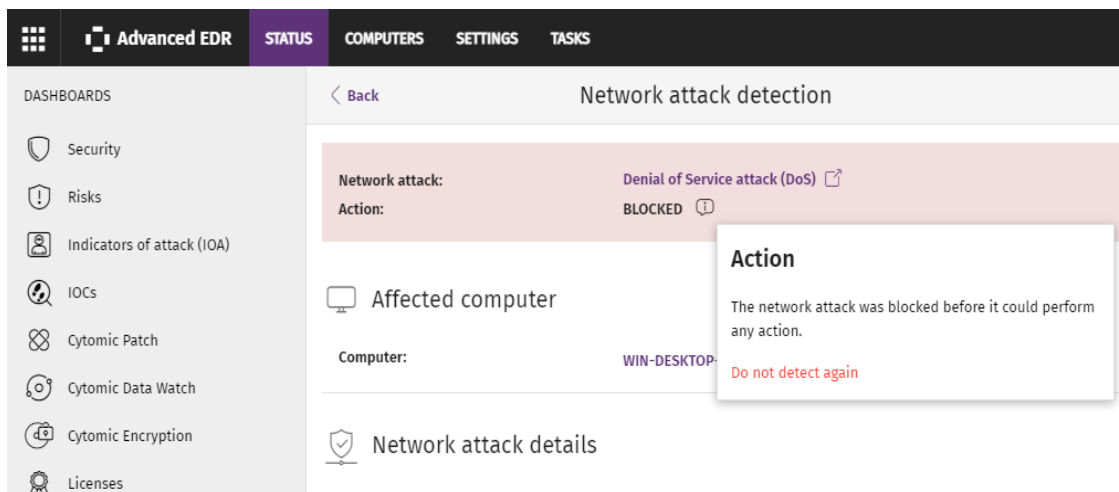 Advanced EDR STATUS COMPUTERS SETTINGS TASKS
DASHBOARDS
Security
Risks
Indicators of attack (IOA)
IOCs
Cytomic Patch
Cytomic Data Watch
Cytomic Encryption
Licenses
Back Network attack detection
Network attack: Denial of Service attack (DoS)
Action: BLOCKED
Action
The network attack was blocked before it could perform
any action.
Do not detect again
Affected computer
Computer: WIN-DESKTOP-
Network attack details